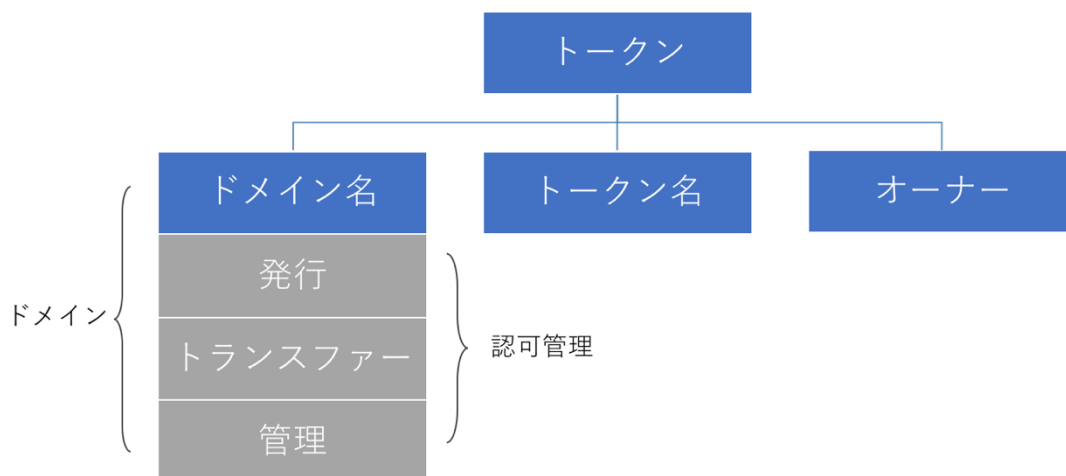 トークン
ドメイン名
トークン名
オーナー
発行
ドメイン
トランスファー
認可管理
管理